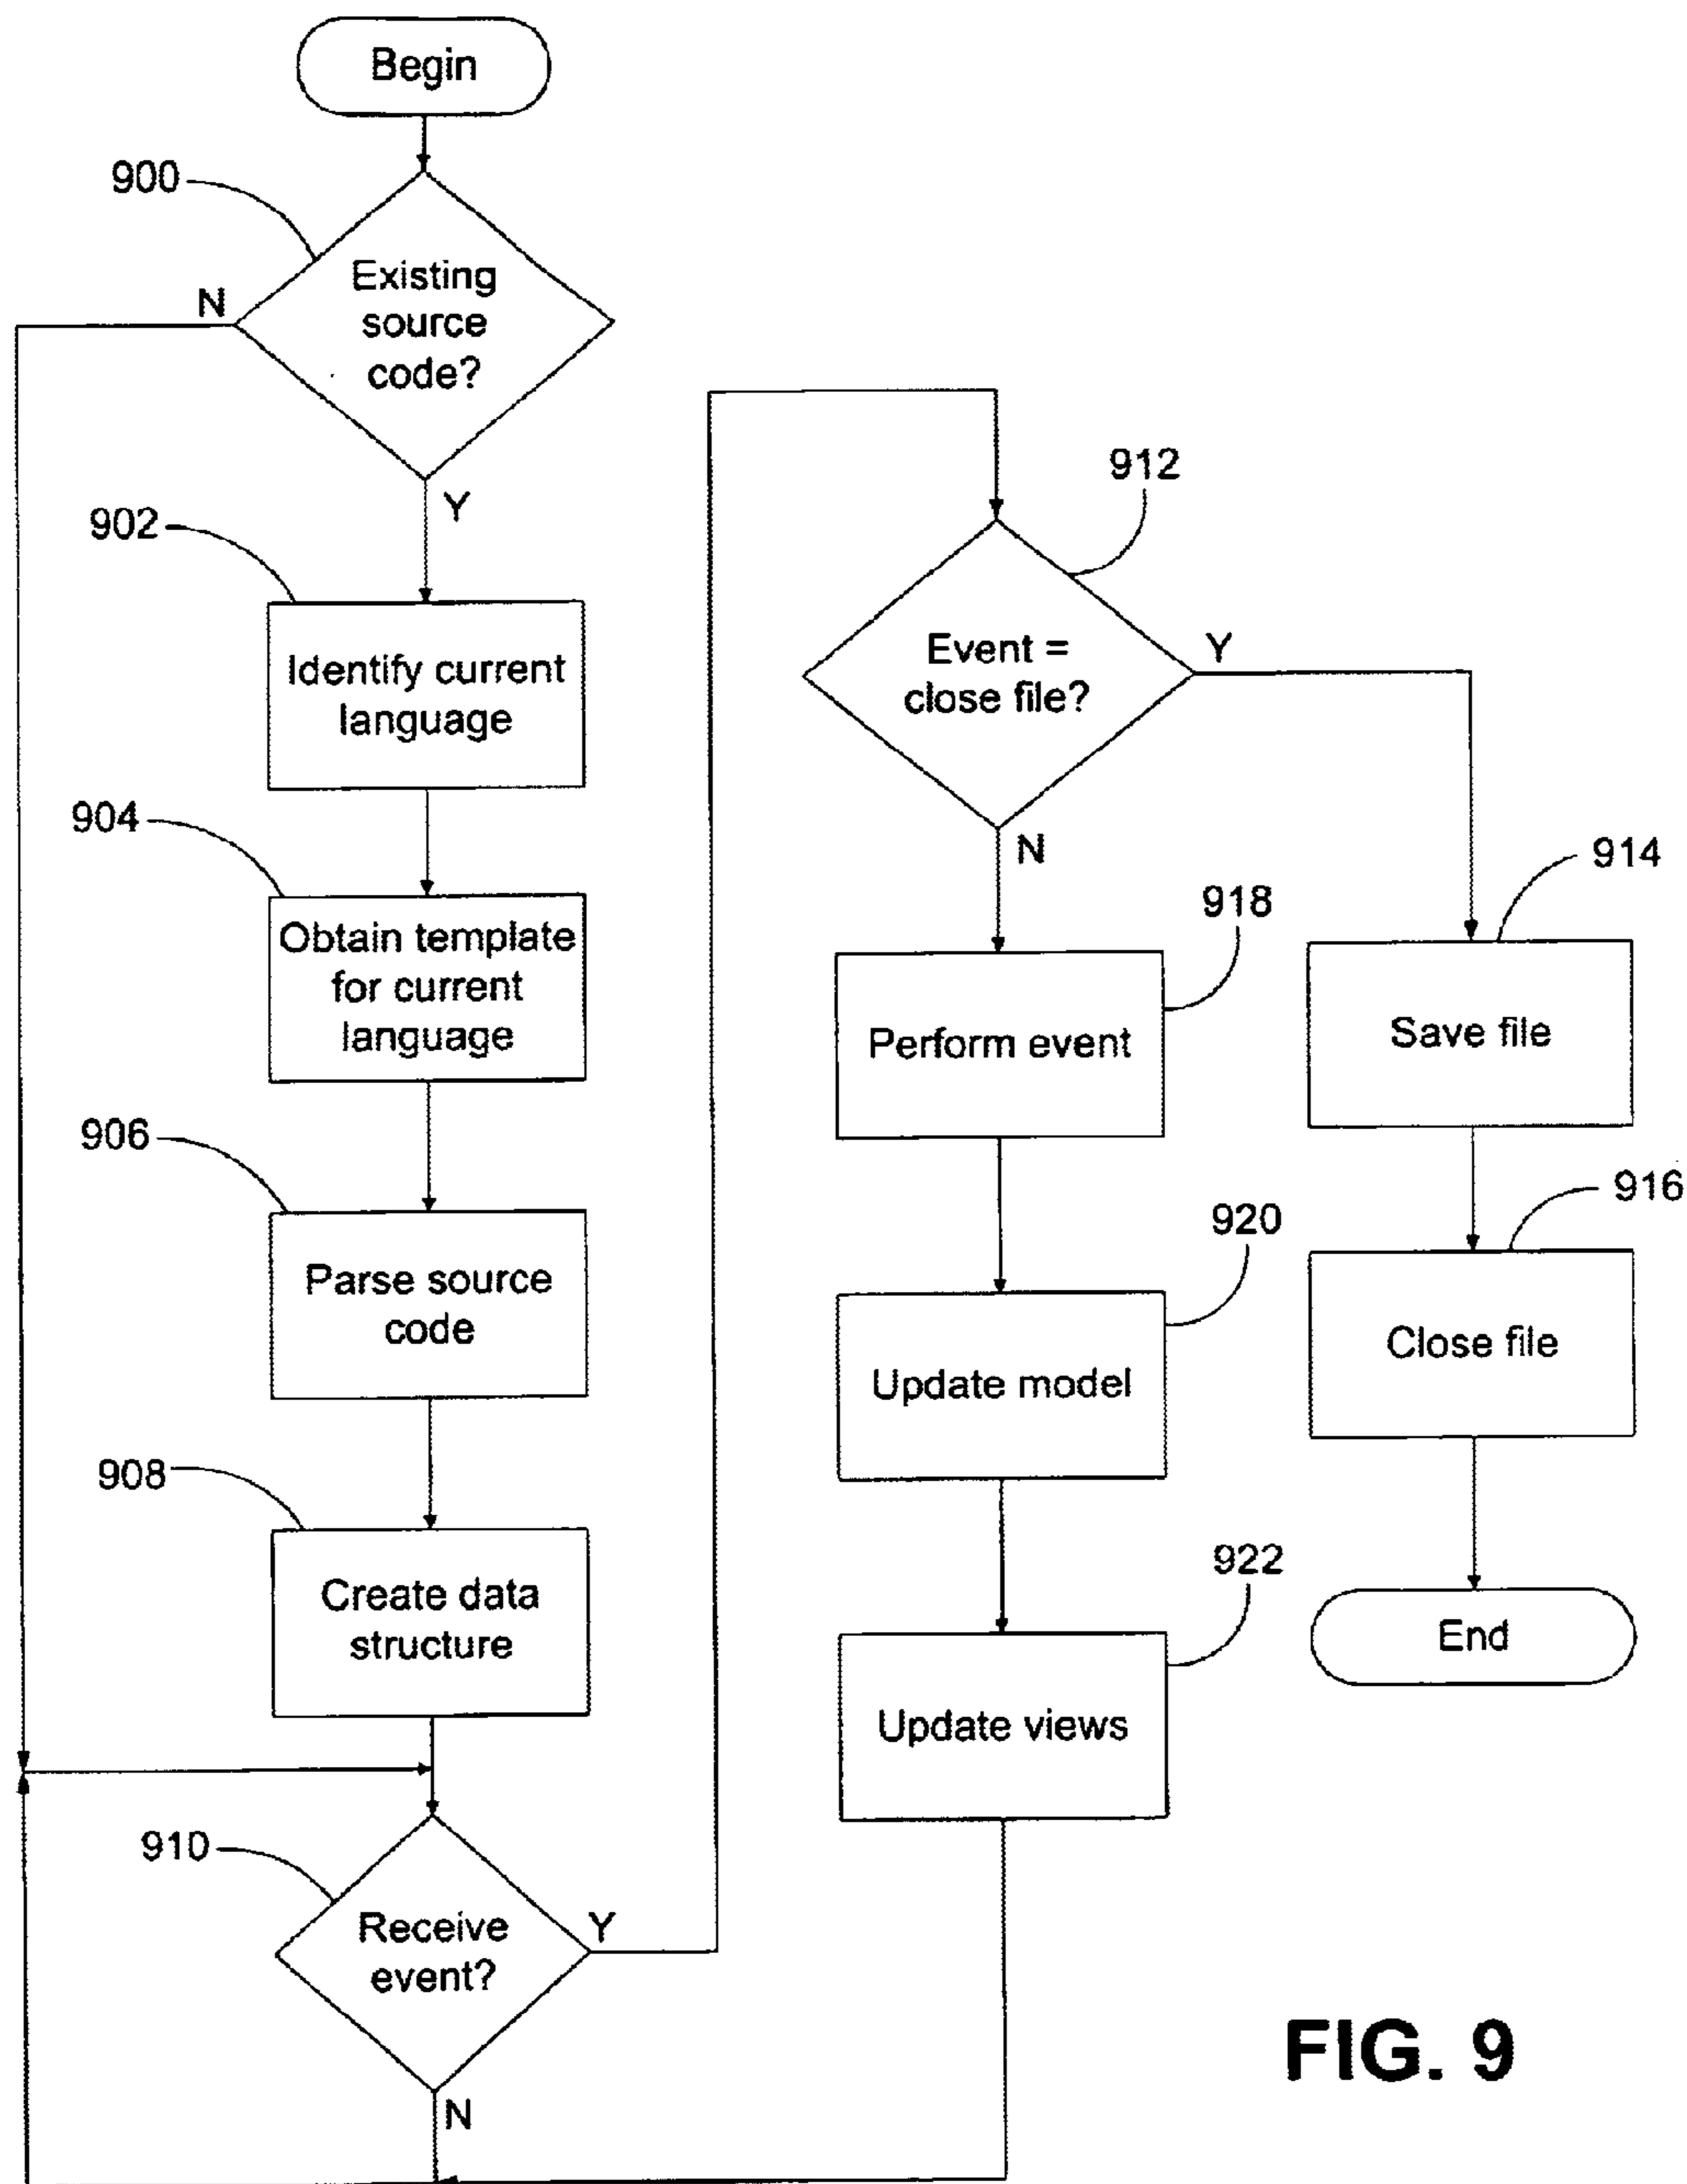 Begin
900
Existing
source
code?
N
Y
902
Identify current
language
904
Obtain template
for current
language
906
Parse source
code
908
Create data
structure
910
Receive
event?
Y
N
912
Event =
close file?
Y
N
914
Save file
918
Perform event
916
Close file
920
Update model
922
Update views
End
FIG. 9